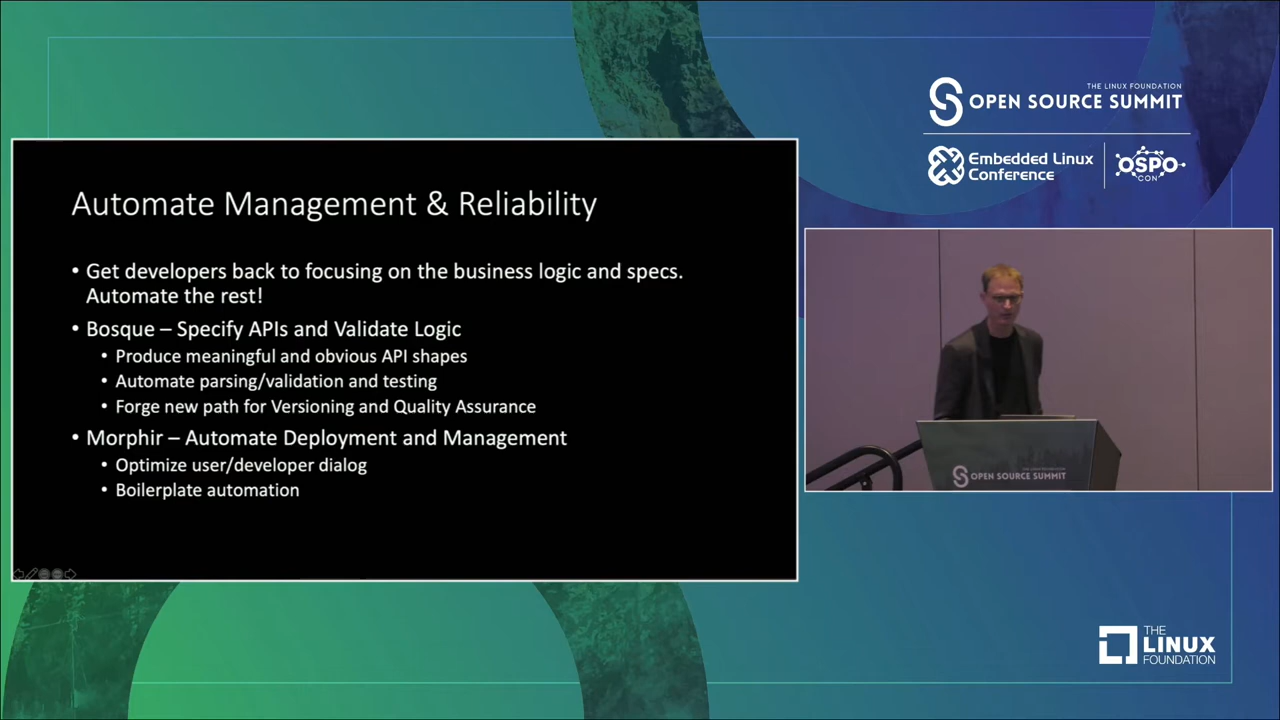 THE LINUX FOUNDATION
OPEN SOURCE SUMMIT
Embedded Linux
Conference
OSPO
CON
Automate Management & Reliability
• Get developers back to focusing on the business logic and specs.
Automate the rest!
• Bosque – Specify APIs and Validate Logic
• Produce meaningful and obvious API shapes
• Automate parsing/validation and testing
• Forge new path for Versioning and Quality Assurance
• Morphir – Automate Deployment and Management
• Optimize user/developer dialog
• Boilerplate automation
OPEN SOURCE SUMMIT
THE
LINUX
FOUNDATION